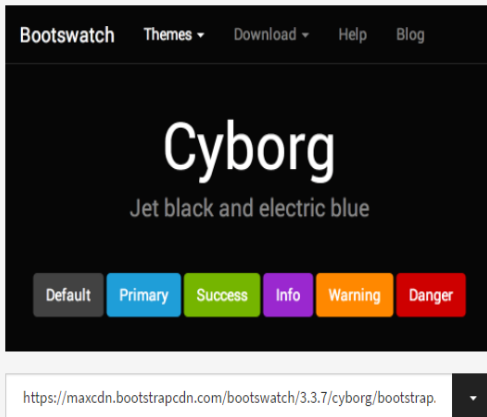 Bootswatch Themes Download Help Blog
Cyborg
Jet black and electric blue
Default Primary Success Info Warning Danger
https://maxcdn.bootstrapcdn.com/bootswatch/3.3.7/cyborg/bootstrap.